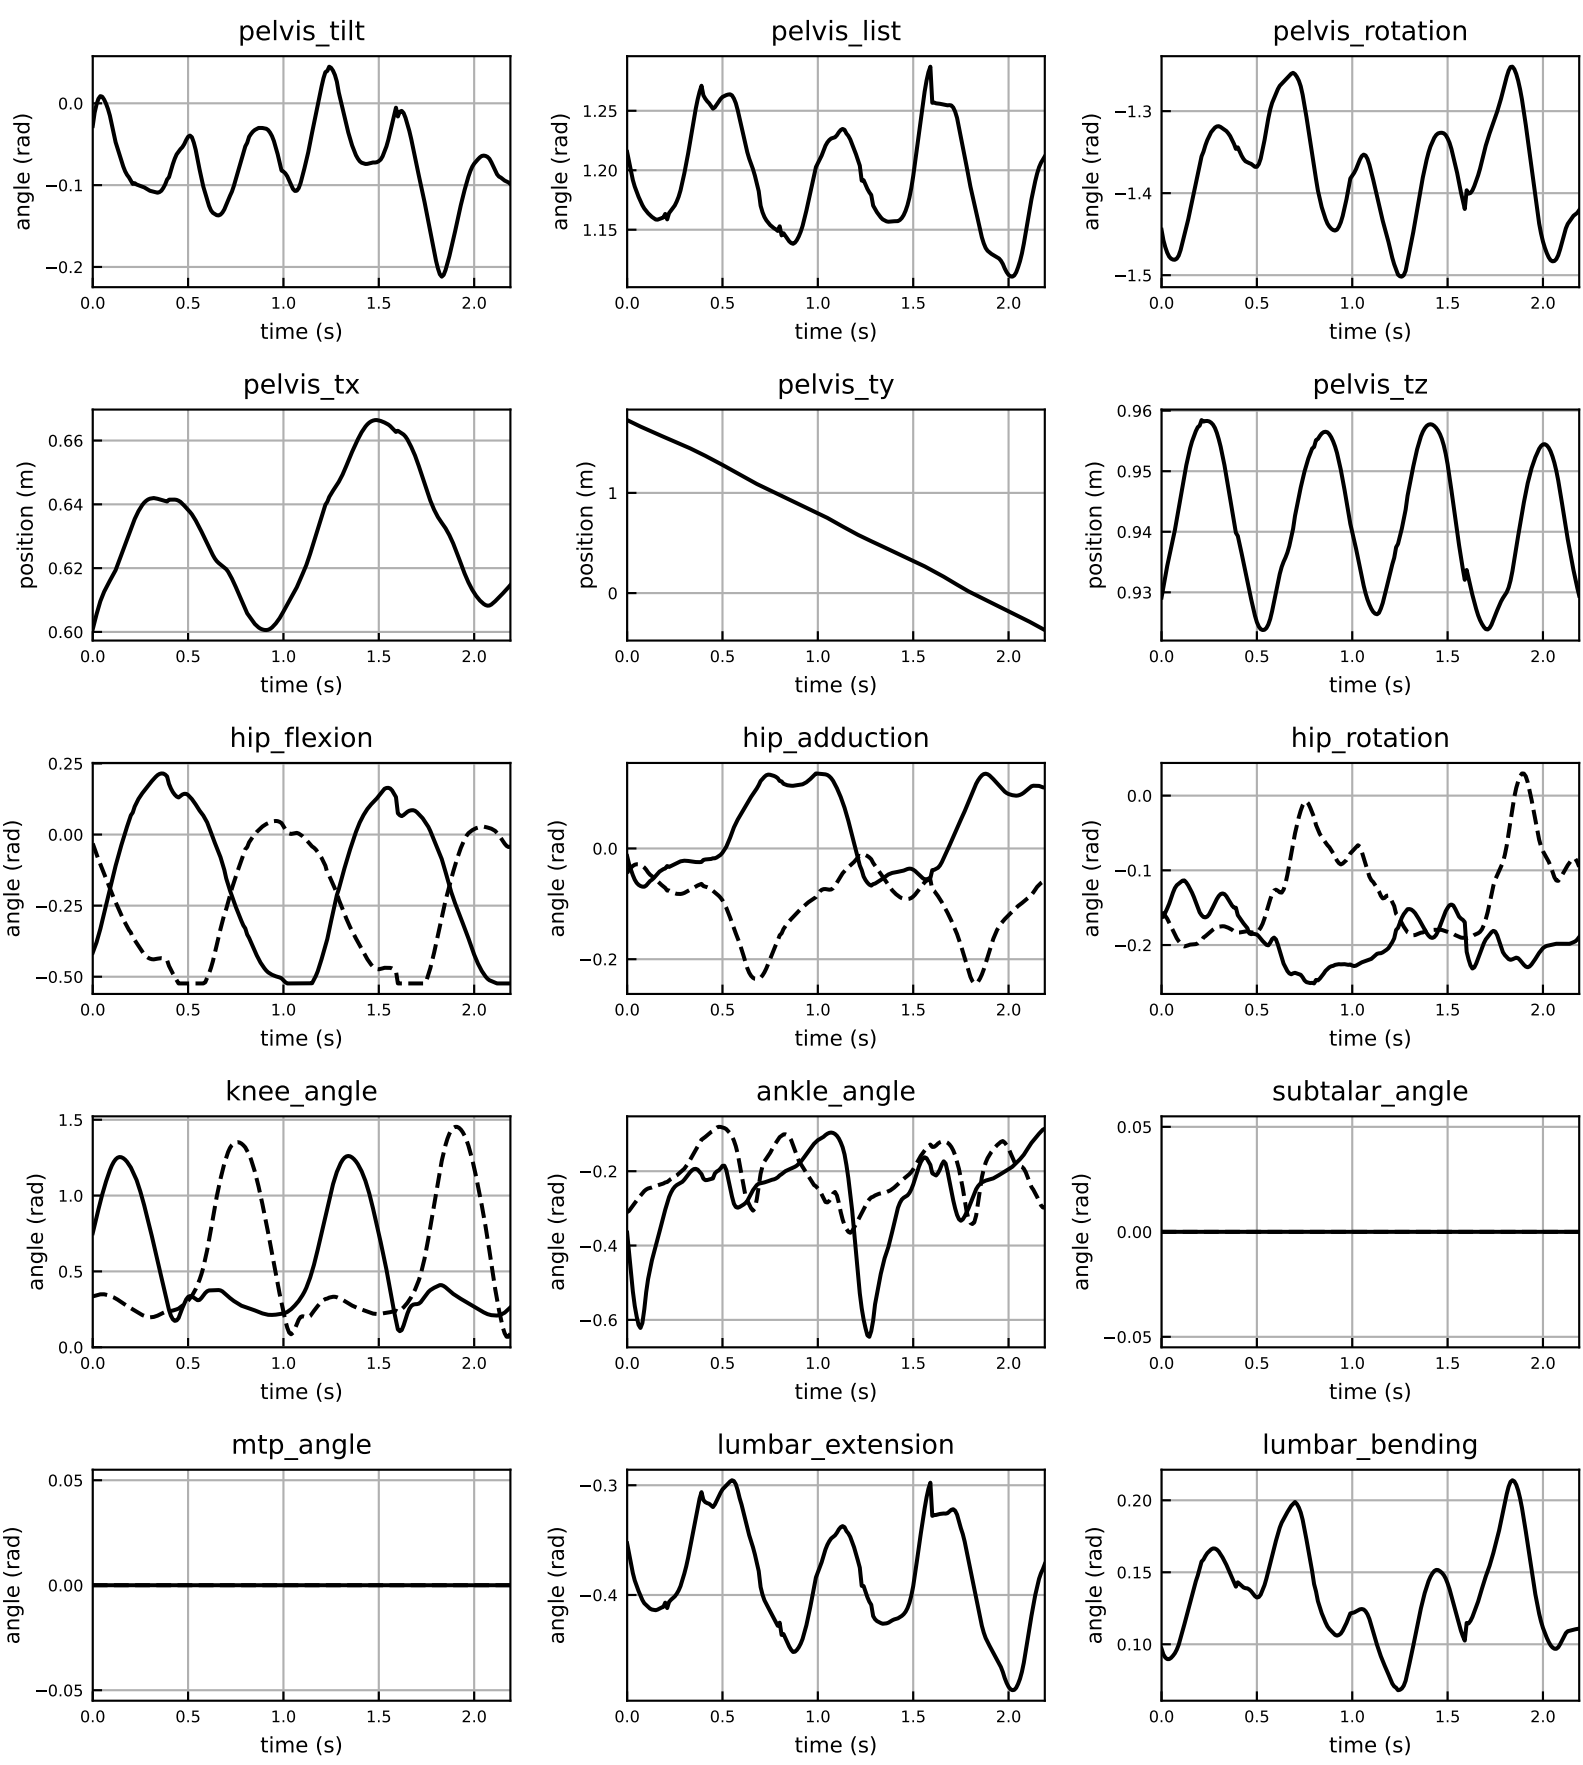 pelvis_tilt
angle (rad)
0.0
−0.1
−0.2
0.0 0.5 1.0 1.5 2.0
time (s)
pelvis_list
angle (rad)
1.25
1.20
1.15
0.0 0.5 1.0 1.5 2.0
time (s)
pelvis_rotation
angle (rad)
−1.3
−1.4
−1.5
0.0 0.5 1.0 1.5 2.0
time (s)
pelvis_tx
position (m)
0.66
0.64
0.62
0.60
0.0 0.5 1.0 1.5 2.0
time (s)
pelvis_ty
position (m)
1
0
0.0 0.5 1.0 1.5 2.0
time (s)
pelvis_tz
position (m)
0.96
0.95
0.94
0.93
0.0 0.5 1.0 1.5 2.0
time (s)
hip_flexion
angle (rad)
0.25
0.00
−0.25
−0.50
0.0 0.5 1.0 1.5 2.0
time (s)
hip_adduction
angle (rad)
0.0
−0.2
0.0 0.5 1.0 1.5 2.0
time (s)
hip_rotation
angle (rad)
0.0
−0.1
−0.2
0.0 0.5 1.0 1.5 2.0
time (s)
knee_angle
angle (rad)
1.5
1.0
0.5
0.0
0.0 0.5 1.0 1.5 2.0
time (s)
ankle_angle
angle (rad)
−0.2
−0.4
−0.6
0.0 0.5 1.0 1.5 2.0
time (s)
subtalar_angle
angle (rad)
0.05
0.00
−0.05
0.0 0.5 1.0 1.5 2.0
time (s)
mtp_angle
angle (rad)
0.05
0.00
−0.05
0.0 0.5 1.0 1.5 2.0
time (s)
lumbar_extension
angle (rad)
−0.3
−0.4
0.0 0.5 1.0 1.5 2.0
time (s)
lumbar_bending
angle (rad)
0.20
0.15
0.10
0.0 0.5 1.0 1.5 2.0
time (s)